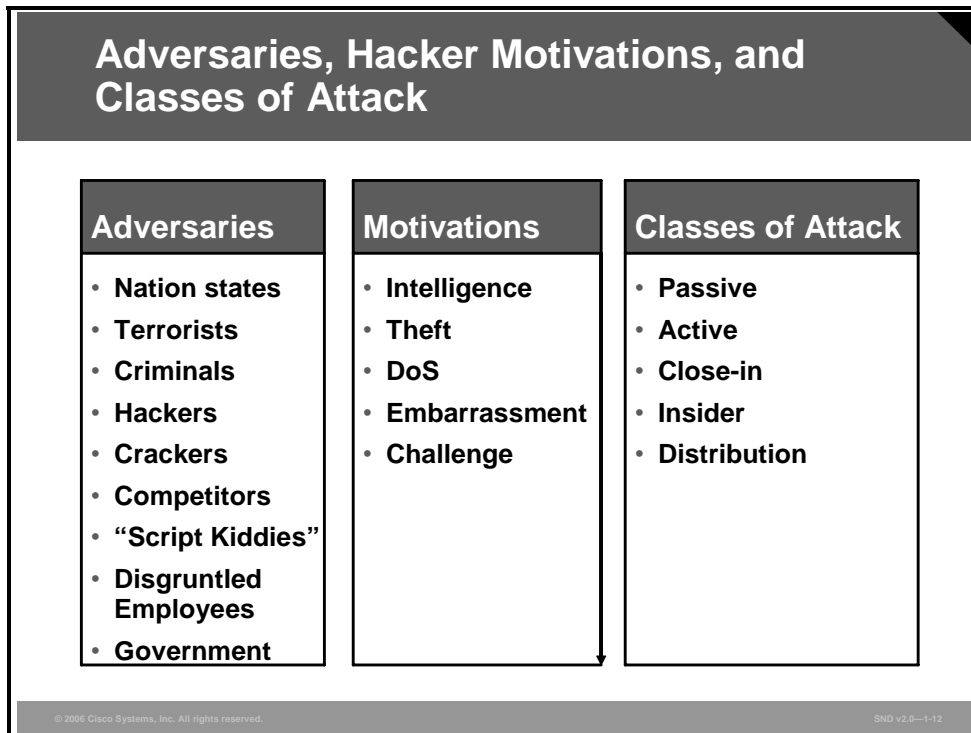 Adversaries, Hacker Motivations, and
Classes of Attack
Adversaries
• Nation states
• Terrorists
• Criminals
• Hackers
• Crackers
• Competitors
• “Script Kiddies”
• Disgruntled
Employees
• Government
Motivations
• Intelligence
• Theft
• DoS
• Embarrassment
• Challenge
Classes of Attack
• Passive
• Active
• Close-in
• Insider
• Distribution
© 2006 Cisco Systems, Inc. All rights reserved.
SND v2.0—1-12